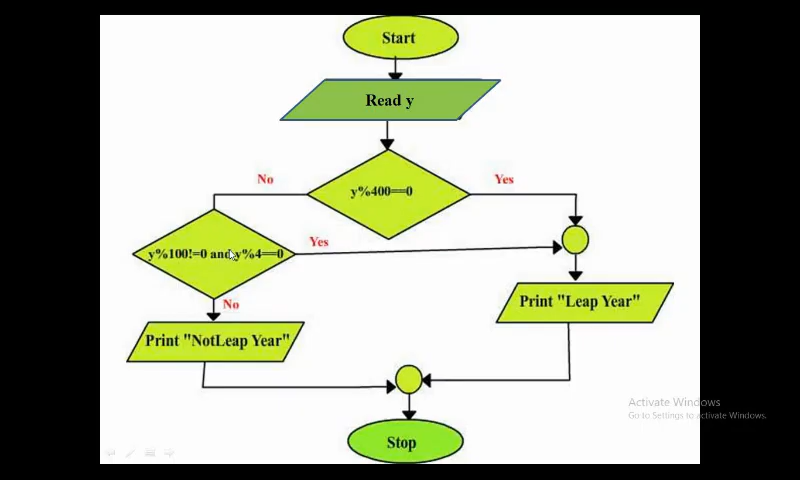 Start
Read y
No
Yes
y%400==0
Yes
y%100!=0 and y%4==0
No
Print "Leap Year"
Print "NotLeap Year"
Activate Windows
Go to Settings to activate Windows.
Stop